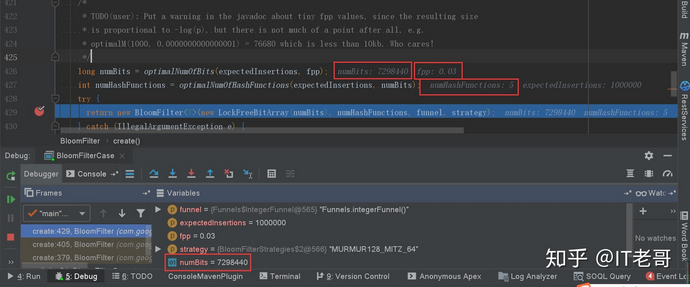 421 /*
422 * TODO(user): Put a warning in the javadoc about tiny fpp values, since the resulting size
423 * is proportional to -log(p), but there is not much of a point after all, e.g.
424 * optimalM(1000, 0.0000000000000001) = 76680 which is less than 10kb. Who cares!
425 */
426 long numBits = optimalNumOfBits(expectedInsertions, fpp); numBits: 7298440 fpp: 0.03
427 int numHashFunctions = optimalNumOfHashFunctions(expectedInsertions, numBits); numHashFunctions: 5 expectedInsertions: 1000000
428 try {
429 return new BloomFilter<T>(new LockFreeBitArray(numBits), numHashFunctions, funnel, strategy); numBits: 7298440 numHashFunctions: 5
430 } catch (IllegalArgumentException e) {
BloomFilter › create()
Debug: BloomFilterCase ×
Debugger Console
Frames Variables Watc
"main"...
create:429, BloomFilter (com.goog
create:405, BloomFilter (com.goo
create:379, BloomFilter (com.goo
funnel = {Funnels$IntegerFunnel@565} "Funnels.integerFunnel()"
expectedInsertions = 1000000
fpp = 0.03
strategy = {BloomFilterStrategies$2@566} "MURMUR128_MITZ_64"
numBits = 7298440
No watches
Maven
RestServices
Word Book
知乎 @IT老哥
4: Run 5: Debug 6: TODO ConsolaMavenPlugin Terminal 9: Version Control Anonymous Apex Log Analyzer SOQL Query Event L